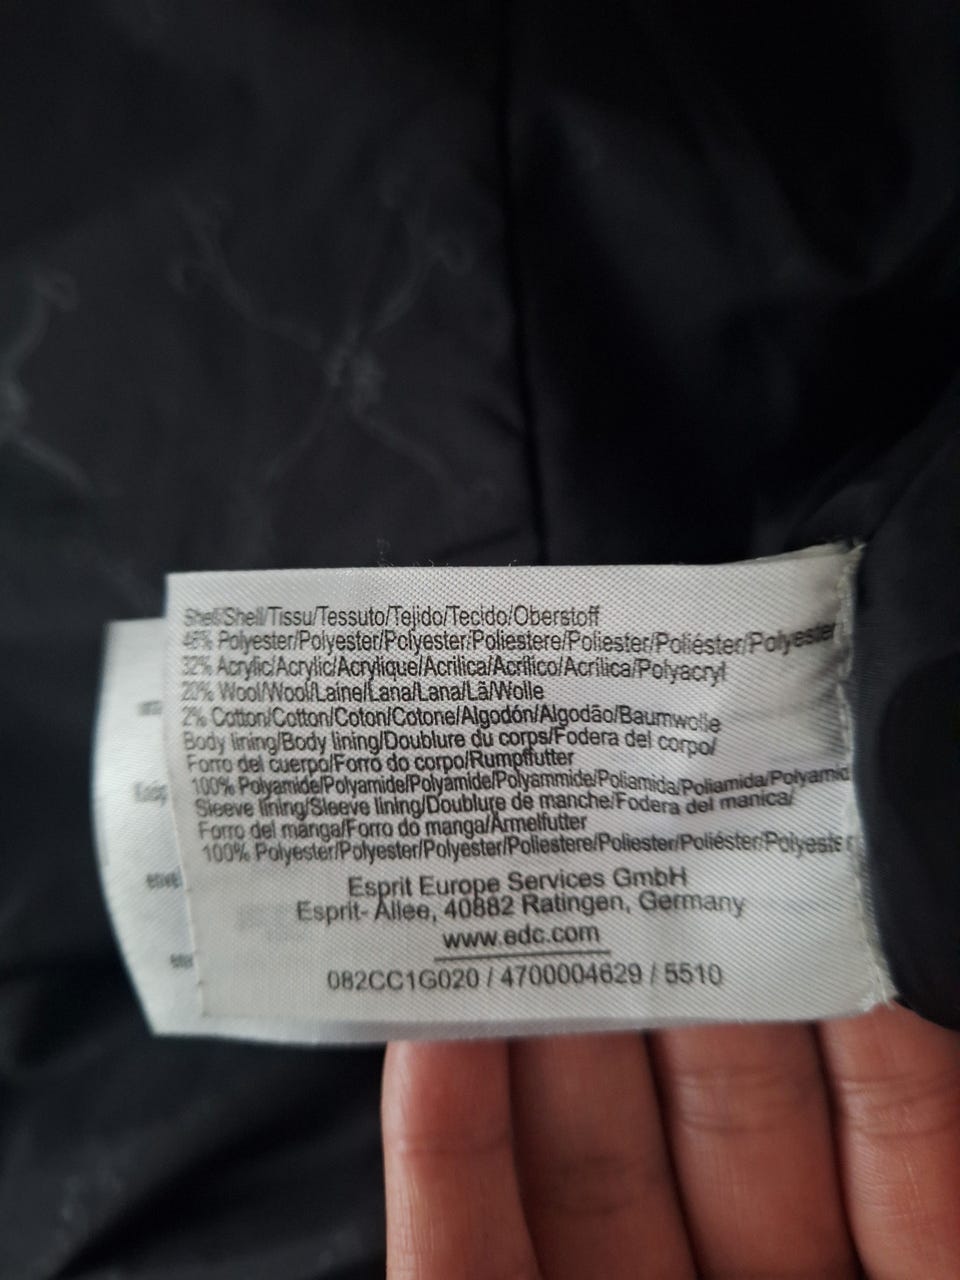 Shell/Shell/Tissu/Tessuto/Tejido/Tecido/Oberstoff
46% Polyester/Polyester/Polyester/Poliestere/Poliester/Poliéster/Polyester
32% Acrylic/Acrylic/Acrylique/Acrilica/Acrílico/Acrílica/Polyacryl
20% Wool/Wool/Laine/Lana/Lana/Lã/Wolle
2% Cotton/Cotton/Coton/Cotone/Algodón/Algodão/Baumwolle
Body lining/Body lining/Doublure du corps/Fodera del corpo/
Forro del cuerpo/Forro do corpo/Rumpffutter
100% Polyamide/Polyamide/Polyamide/Polyammide/Poliamida/Poliamida/Polyamid
Sleeve lining/Sleeve lining/Doublure de manche/Fodera del manica/
Forro del manga/Forro do manga/Armelfutter
100% Polyester/Polyester/Polyester/Poliestere/Poliester/Poliéster/Polyester
Esprit Europe Services GmbH
Esprit- Allee, 40882 Ratingen, Germany
www.edc.com
082CC1G020 / 4700004629 / 5510